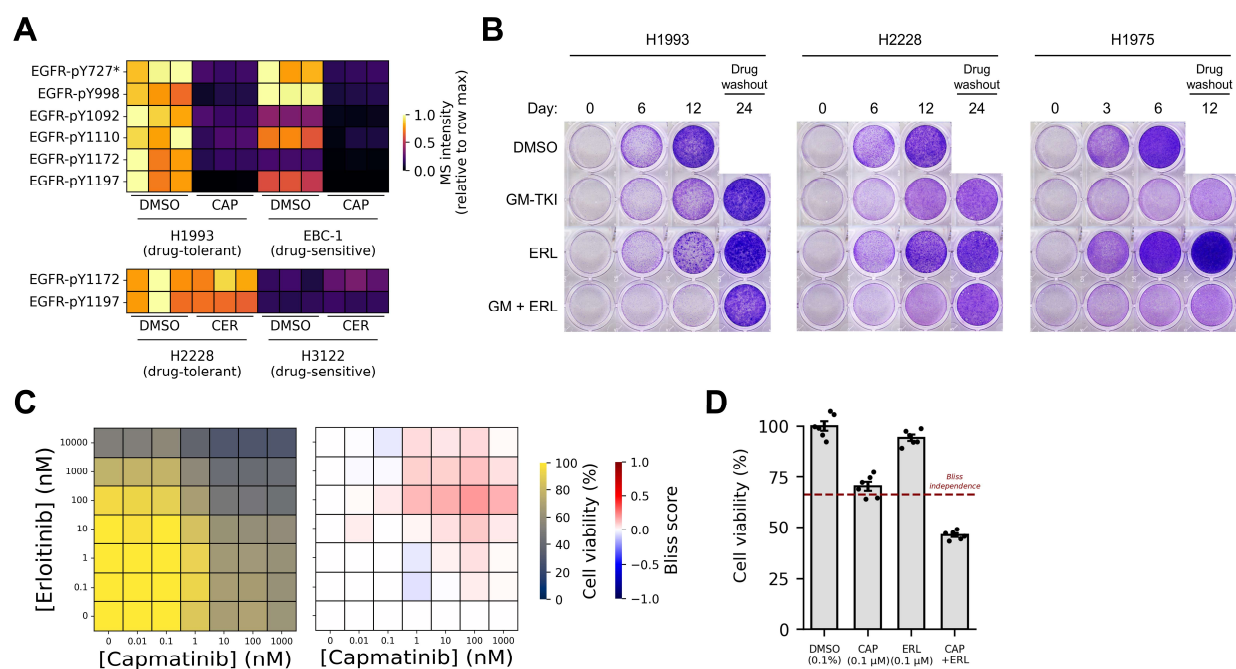 A
EGFR-pY727*
EGFR-pY998
EGFR-pY1092
EGFR-pY1110
EGFR-pY1172
EGFR-pY1197
1.0
0.5
0.0
MS intensity
(relative to row max)
DMSO CAP DMSO CAP
H1993 EBC-1
(drug-tolerant) (drug-sensitive)
EGFR-pY1172
EGFR-pY1197
DMSO CER DMSO CER
H2228 H3122
(drug-tolerant) (drug-sensitive)
B
H1993 H2228 H1975
Drug washout Drug washout Drug washout
Day: 0 6 12 24 0 6 12 24 0 3 6 12
DMSO
GM-TKI
ERL
GM + ERL
C
[Erloitinib] (nM)
10000
1000
100
10
1
0.1
0
0 0.01 0.1 1 10 100 1000
[Capmatinib] (nM)
0 0.01 0.1 1 10 100 1000
[Capmatinib] (nM)
100
80
60
40
20
0
Cell viability (%)
1.0
0.5
0.0
−0.5
−1.0
Bliss score
D
Cell viability (%)
100
75
50
25
0
Bliss
independence
DMSO CAP ERL CAP
(0.1%) (0.1 μM) (0.1 μM) +ERL